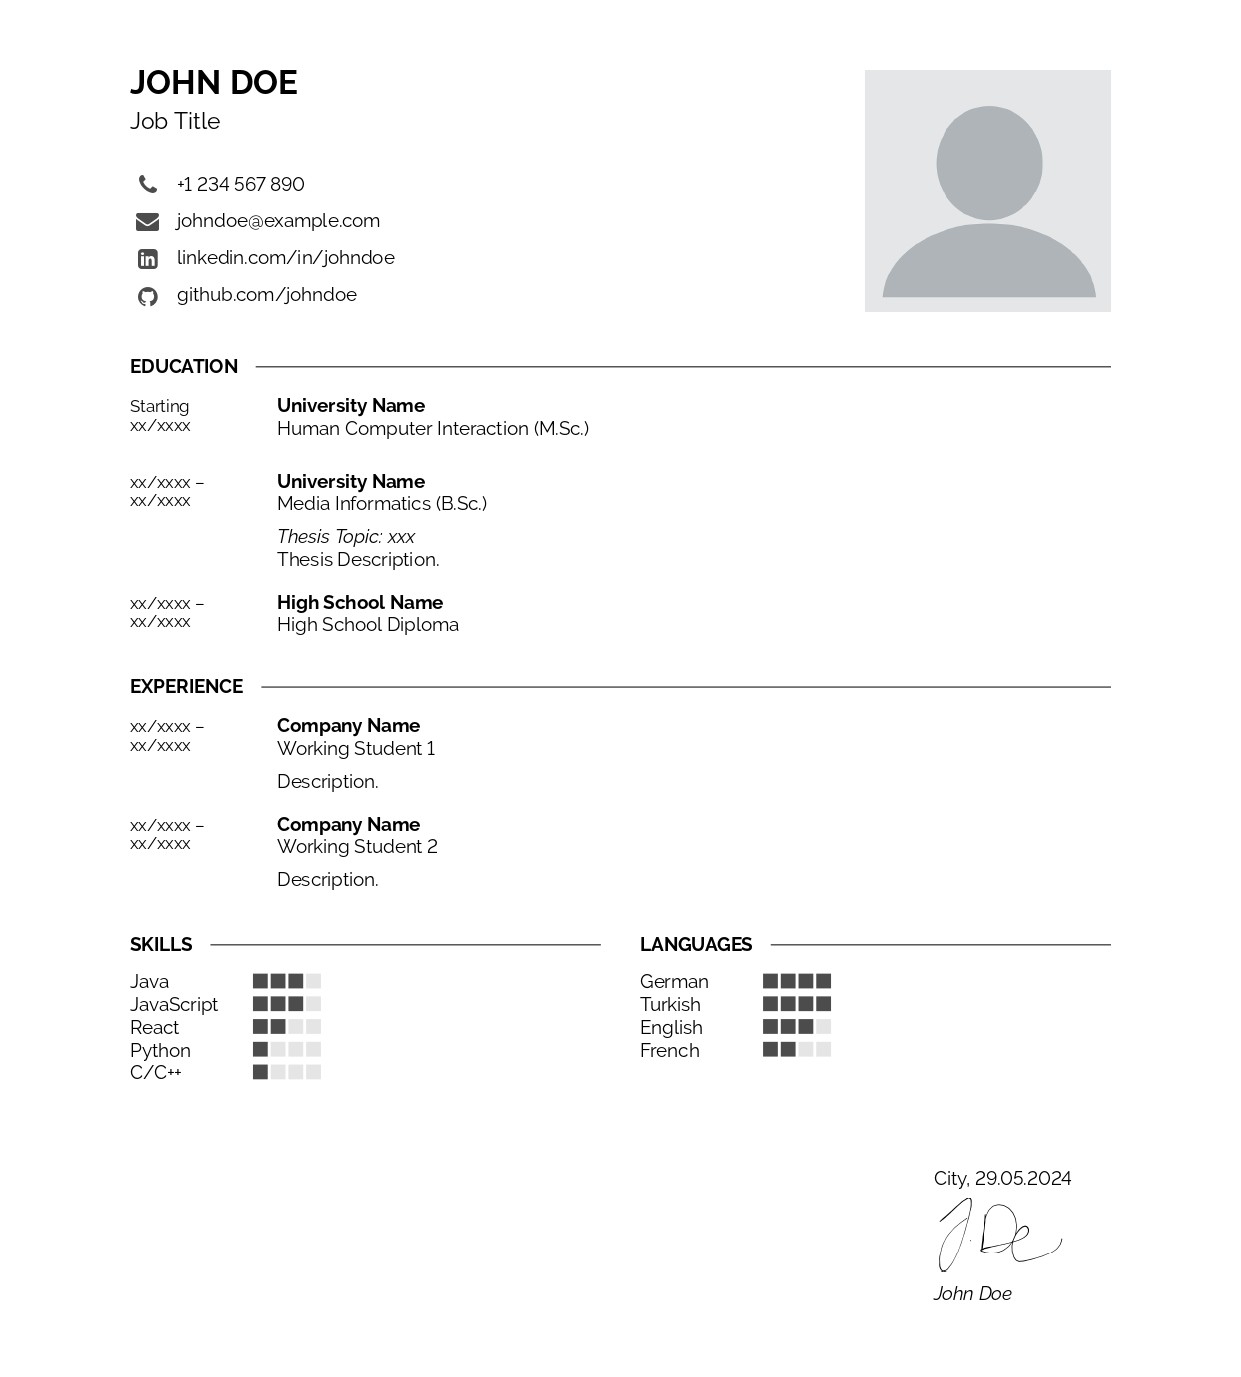 JOHN DOE
Job Title
+1 234 567 890
johndoe@example.com
linkedin.com/in/johndoe
github.com/johndoe
EDUCATION
Starting
xx/xxxx
University Name
Human Computer Interaction (M.Sc.)
xx/xxxx –
xx/xxxx
University Name
Media Informatics (B.Sc.)
Thesis Topic: xxx
Thesis Description.
xx/xxxx –
xx/xxxx
High School Name
High School Diploma
EXPERIENCE
xx/xxxx –
xx/xxxx
Company Name
Working Student 1
Description.
xx/xxxx –
xx/xxxx
Company Name
Working Student 2
Description.
SKILLS
Java
JavaScript
React
Python
C/C++
LANGUAGES
German
Turkish
English
French
City, 29.05.2024
J. Doe
John Doe